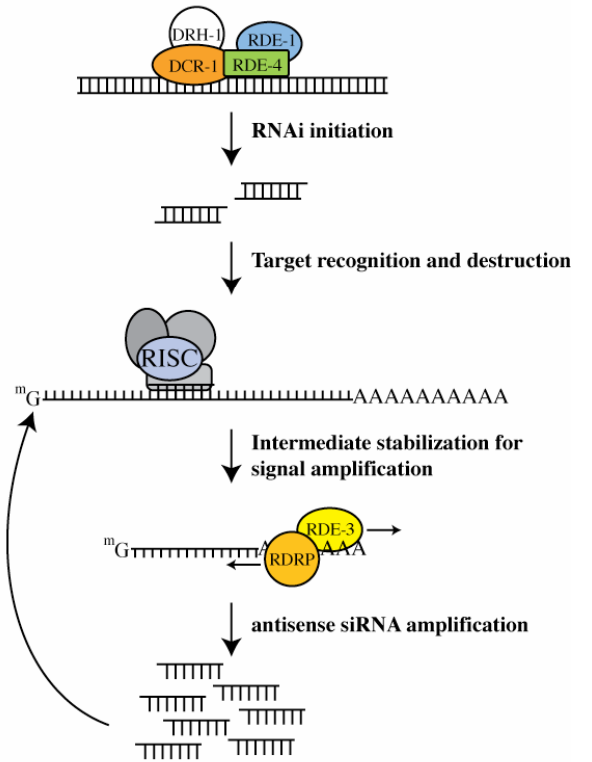 DRH-1
RDE-1
DCR-1
RDE-4
RNAi initiation
Target recognition and destruction
RISC
mG
AAAAAAAAAA
Intermediate stabilization for
signal amplification
RDE-3
mG
A
AAA
RDRP
antisense siRNA amplification